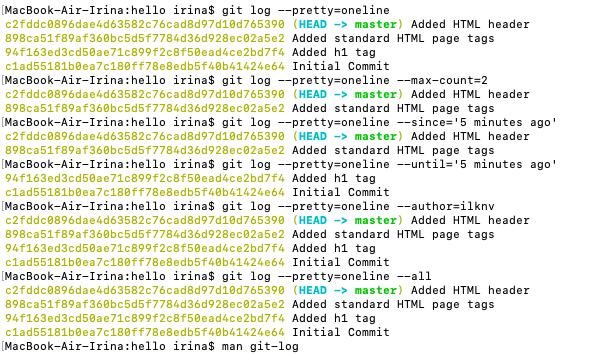 [MacBook-Air-Irina:hello irina$ git log --pretty=oneline
c2fddc0896dae4d63582c76cad8d97d10d765390 (HEAD -> master) Added HTML header
898ca51f89af360bc5d5f7784d36d928ec02a5e2 Added standard HTML page tags
94f163ed3cd50ae71c899f2c8f50ead4ce2bd7f4 Added h1 tag
c1ad55181b0ea7c180ff78e8edb5f40b41424e64 Initial Commit
[MacBook-Air-Irina:hello irina$ git log --pretty=oneline --max-count=2
c2fddc0896dae4d63582c76cad8d97d10d765390 (HEAD -> master) Added HTML header
898ca51f89af360bc5d5f7784d36d928ec02a5e2 Added standard HTML page tags
[MacBook-Air-Irina:hello irina$ git log --pretty=oneline --since='5 minutes ago'
c2fddc0896dae4d63582c76cad8d97d10d765390 (HEAD -> master) Added HTML header
898ca51f89af360bc5d5f7784d36d928ec02a5e2 Added standard HTML page tags
[MacBook-Air-Irina:hello irina$ git log --pretty=oneline --until='5 minutes ago'
94f163ed3cd50ae71c899f2c8f50ead4ce2bd7f4 Added h1 tag
c1ad55181b0ea7c180ff78e8edb5f40b41424e64 Initial Commit
[MacBook-Air-Irina:hello irina$ git log --pretty=oneline --author=ilknv
c2fddc0896dae4d63582c76cad8d97d10d765390 (HEAD -> master) Added HTML header
898ca51f89af360bc5d5f7784d36d928ec02a5e2 Added standard HTML page tags
94f163ed3cd50ae71c899f2c8f50ead4ce2bd7f4 Added h1 tag
c1ad55181b0ea7c180ff78e8edb5f40b41424e64 Initial Commit
[MacBook-Air-Irina:hello irina$ git log --pretty=oneline --all
c2fddc0896dae4d63582c76cad8d97d10d765390 (HEAD -> master) Added HTML header
898ca51f89af360bc5d5f7784d36d928ec02a5e2 Added standard HTML page tags
94f163ed3cd50ae71c899f2c8f50ead4ce2bd7f4 Added h1 tag
c1ad55181b0ea7c180ff78e8edb5f40b41424e64 Initial Commit
[MacBook-Air-Irina:hello irina$ man git-log